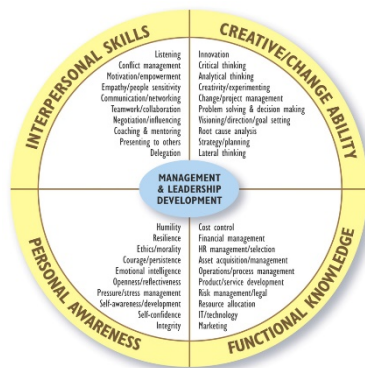 INTERPERSONAL SKILLS
Listening
Conflict management
Motivation/empowerment
Empathy/people sensitivity
Communication/networking
Teamwork/collaboration
Negotiation/influencing
Coaching & mentoring
Presenting to others
Delegation
CREATIVE/CHANGE ABILITY
Innovation
Critical thinking
Analytical thinking
Creativity/experimenting
Change/project management
Problem solving & decision making
Visioning/direction/goal setting
Root cause analysis
Strategy/planning
Lateral thinking
MANAGEMENT
& LEADERSHIP
DEVELOPMENT
PERSONAL AWARENESS
Humility
Resilience
Ethics/morality
Courage/persistence
Emotional intelligence
Openness/reflectiveness
Pressure/stress management
Self-awareness/development
Self-confidence
Integrity
FUNCTIONAL KNOWLEDGE
Cost control
Financial management
HR management/selection
Asset acquisition/management
Operations/process management
Product/service development
Risk management/legal
Resource allocation
IT/technology
Marketing